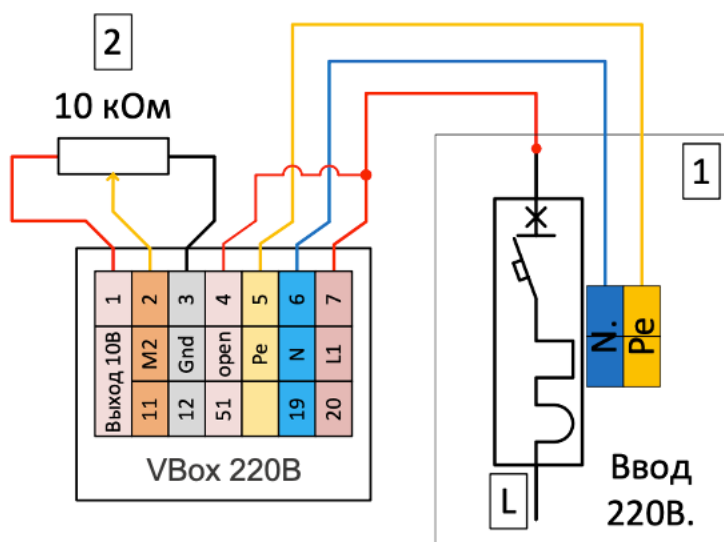 2
10 кОм
1
1 2 3 4 5 6 7
Выход 10В M2 Gnd open Pe N L1
11 12 51 19 20
VBox 220В
N. Pe
L
Ввод
220В.